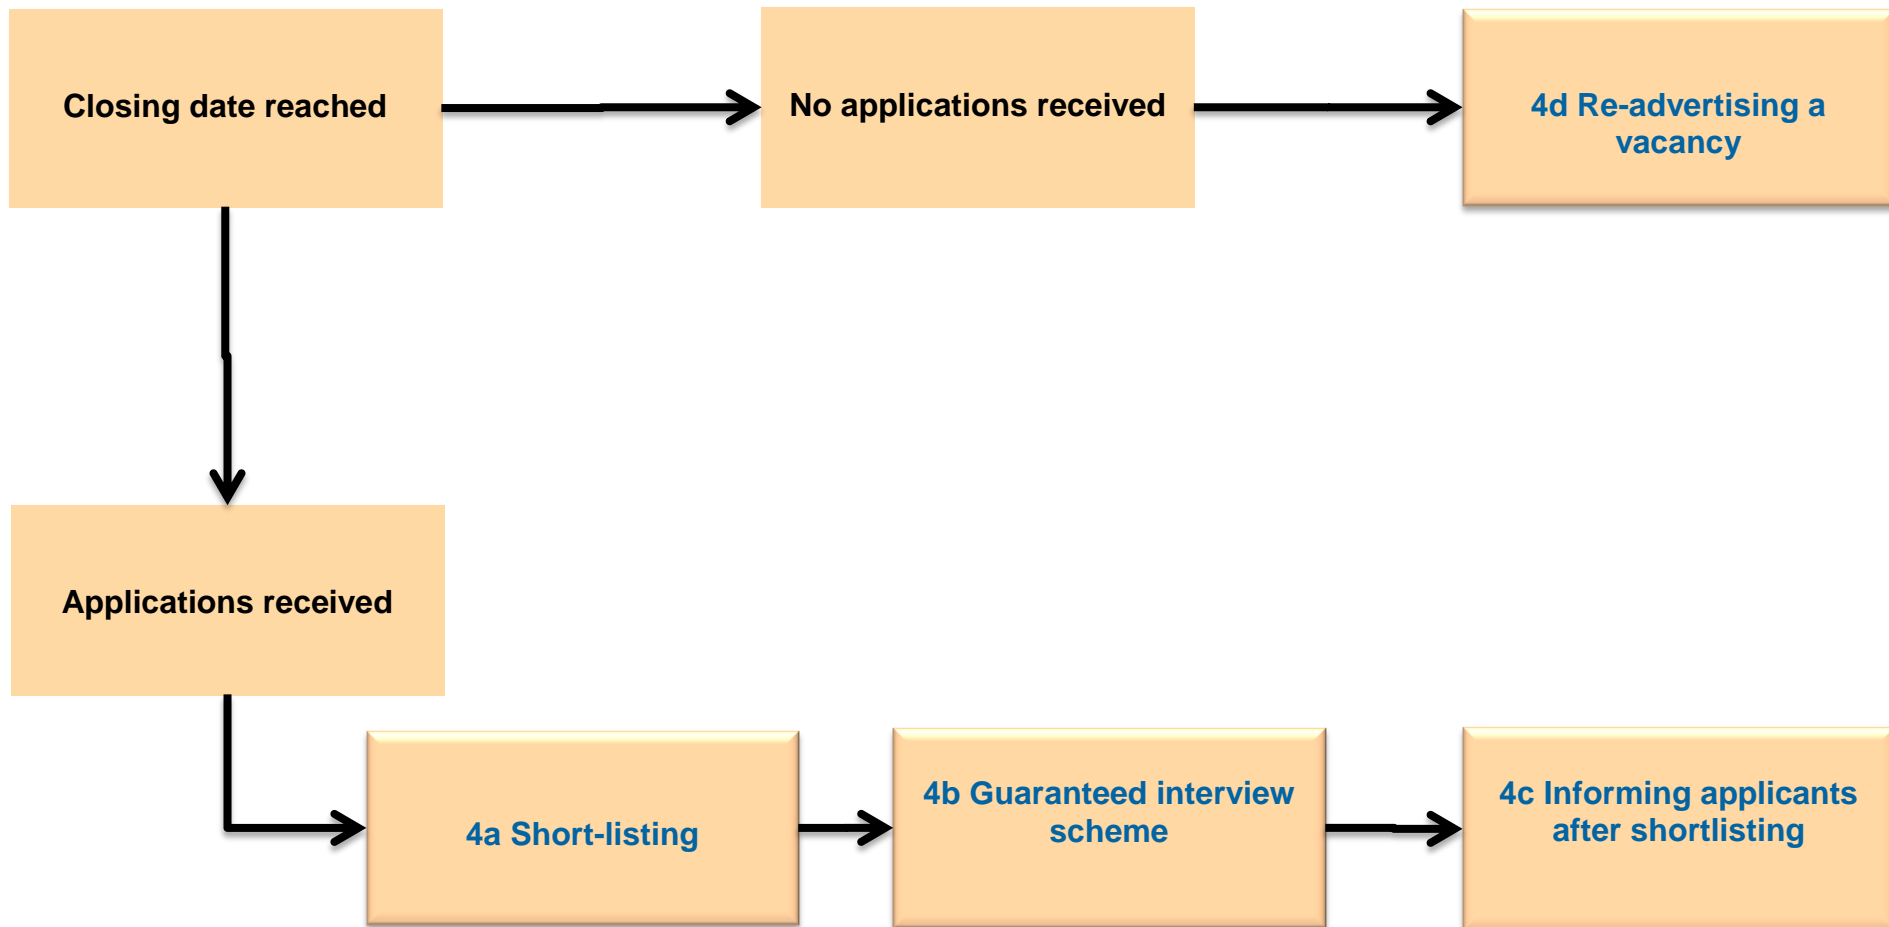 Closing date reached
No applications received
4d Re-advertising a
vacancy
Applications received
4a Short-listing
4b Guaranteed interview
scheme
4c Informing applicants
after shortlisting